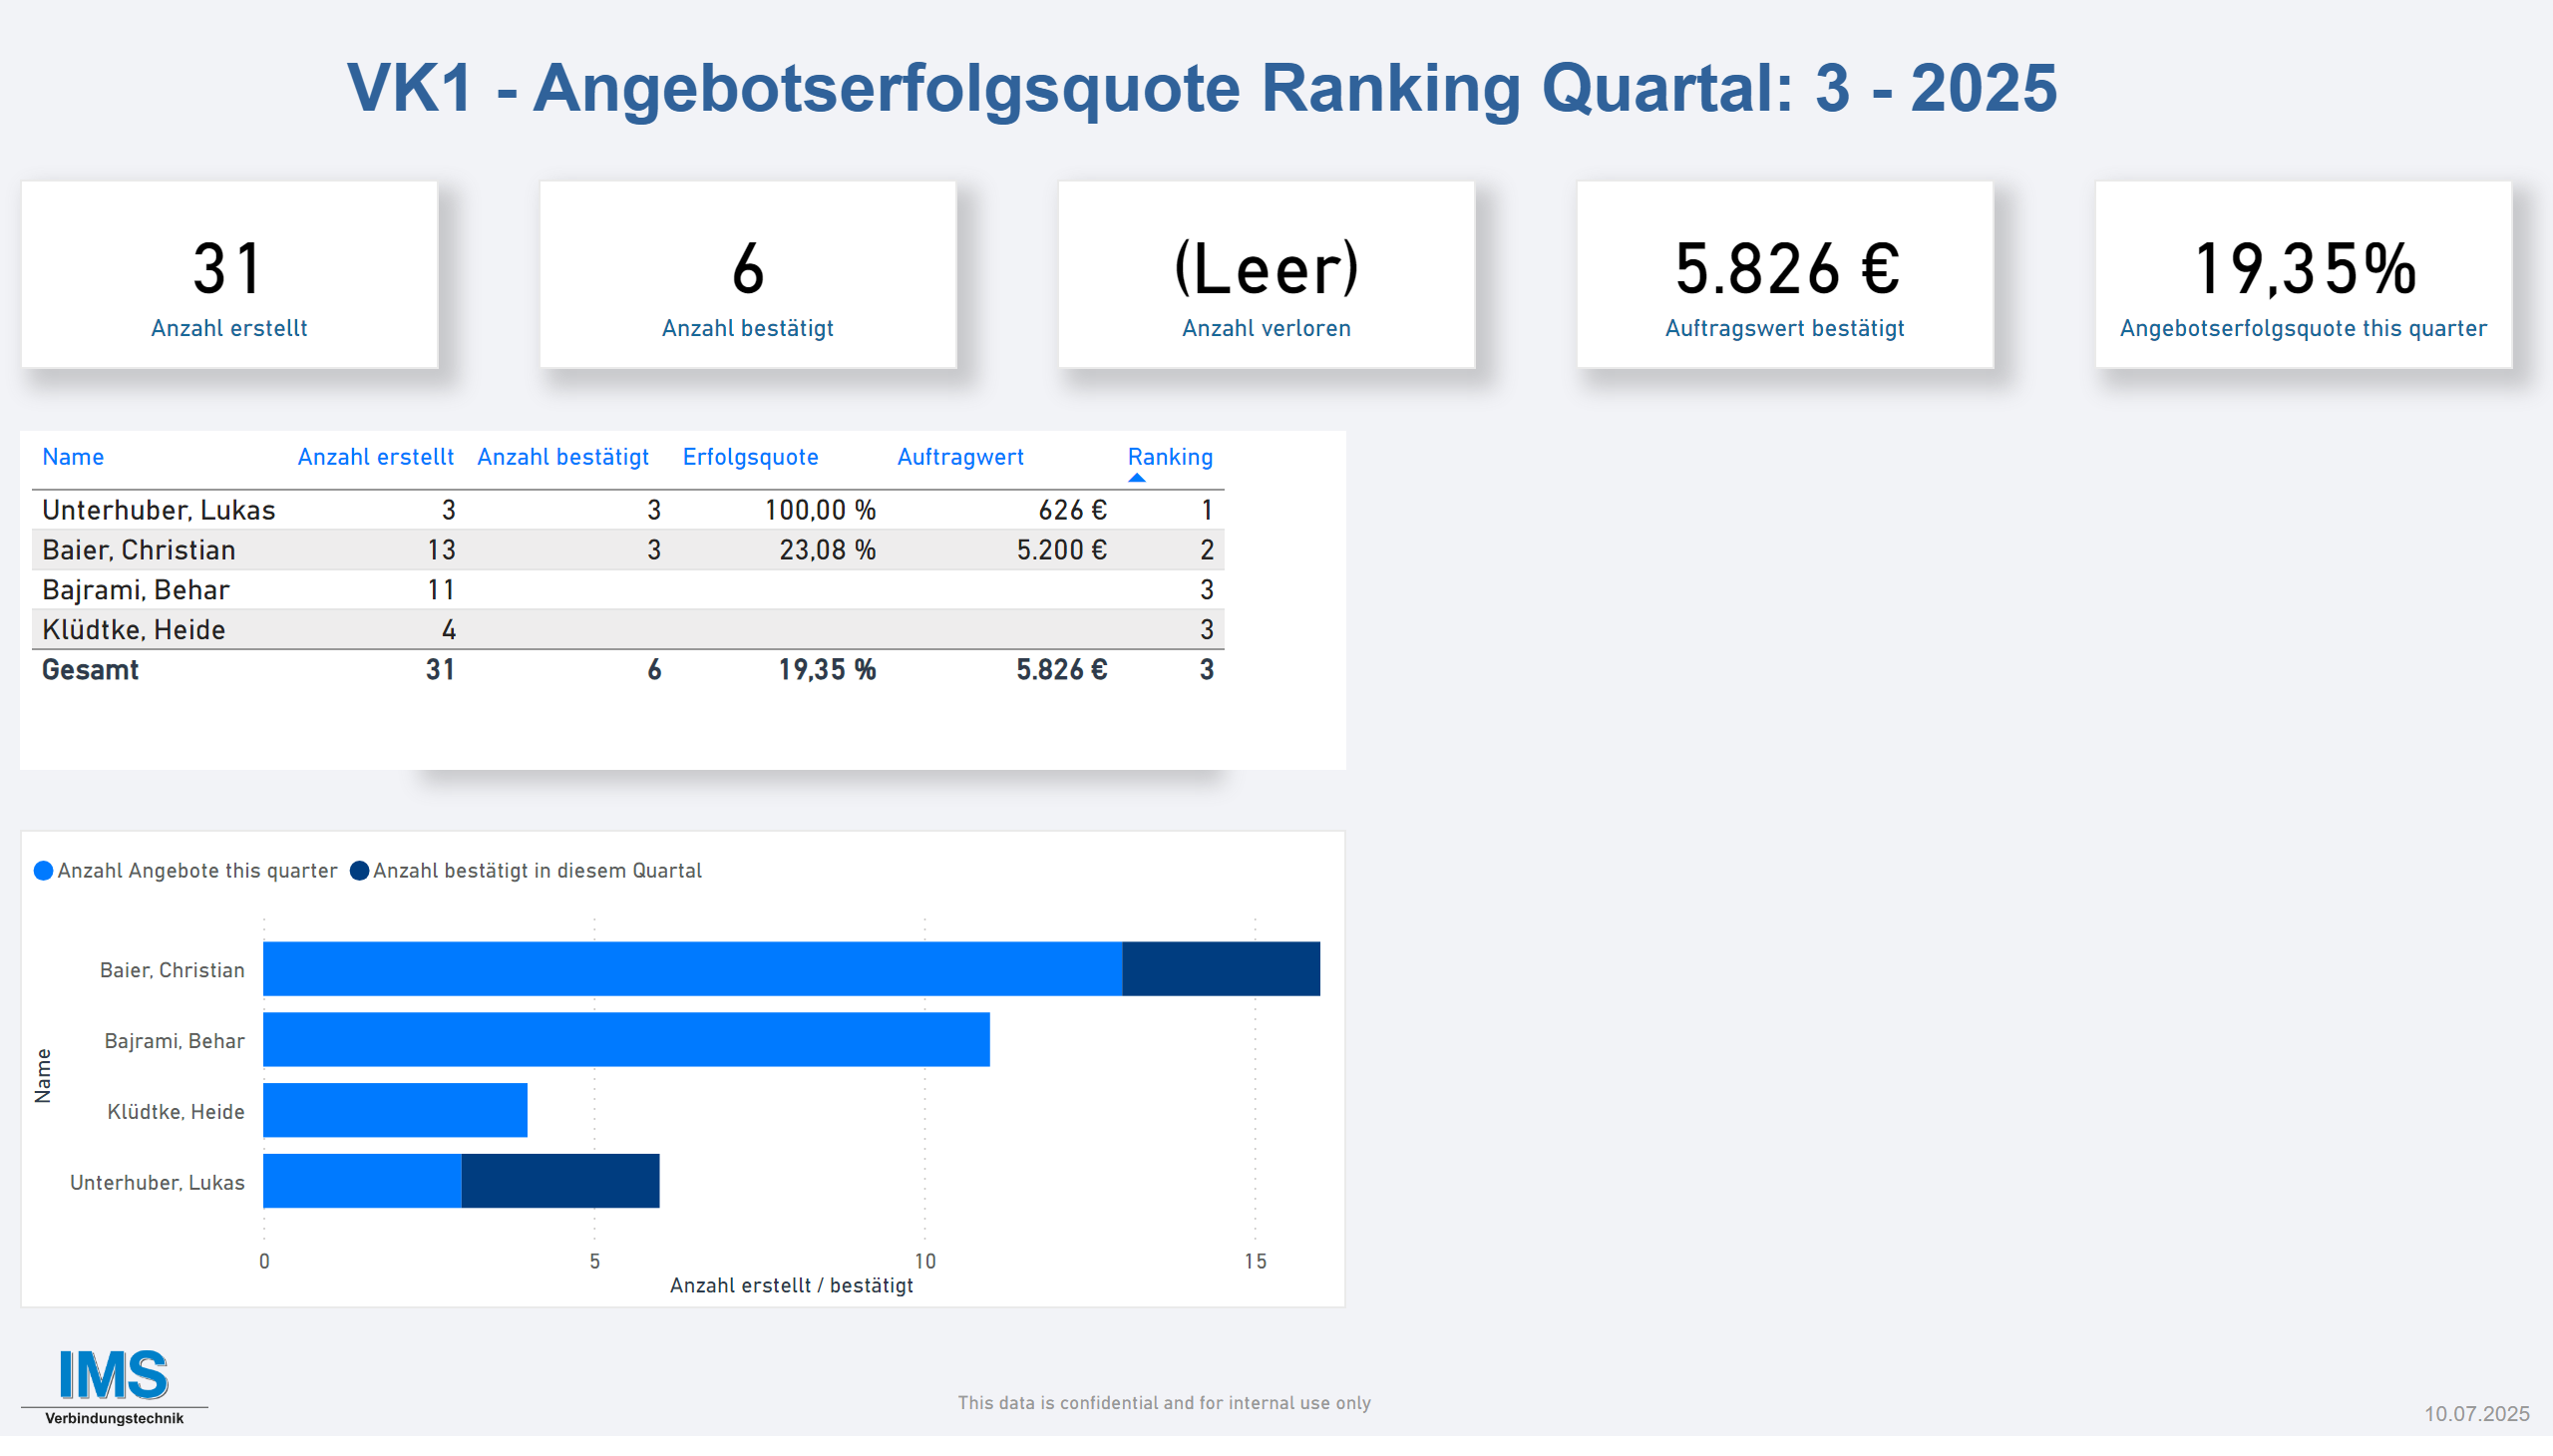 VK1 - Angebotserfolgsquote Ranking Quartal: 3 - 2025
31
Anzahl erstellt
6
Anzahl bestätigt
(Leer)
Anzahl verloren
5.826 €
Auftragswert bestätigt
19,35%
Angebotserfolgsquote this quarter
Name Anzahl erstellt Anzahl bestätigt Erfolgsquote Auftragwert Ranking
Unterhuber, Lukas 3 3 100,00 % 626 € 1
Baier, Christian 13 3 23,08 % 5.200 € 2
Bajrami, Behar 11 3
Klüdtke, Heide 4 3
Gesamt 31 6 19,35 % 5.826 € 3
Anzahl Angebote this quarter Anzahl bestätigt in diesem Quartal
Name
Baier, Christian
Bajrami, Behar
Klüdtke, Heide
Unterhuber, Lukas
0 5 10 15
Anzahl erstellt / bestätigt
IMS
Verbindungstechnik
This data is confidential and for internal use only
10.07.2025